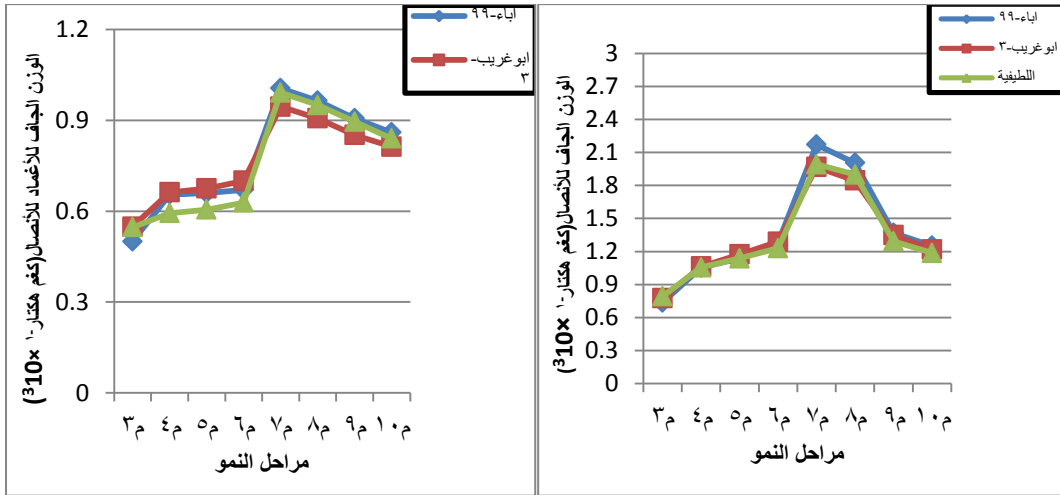 اباء-٩٩
ابوغريب-
٣
الوزن الجاف للأغماد للأنصال(كغم هكتار-١ ×10³)
1.2
0.9
0.6
0.3
0
م٣ م٤ م٥ م٦ م٧ م٨ م٩ م١٠
مراحل النمو
اباء-٩٩
ابوغريب-٣
اللطيفية
الوزن الجاف للأنصال(كغم هكتار-١ ×10³)
3
2.7
2.4
2.1
1.8
1.5
1.2
0.9
0.6
0.3
0
م٣ م٤ م٥ م٦ م٧ م٨ م٩ م١٠
مراحل النمو